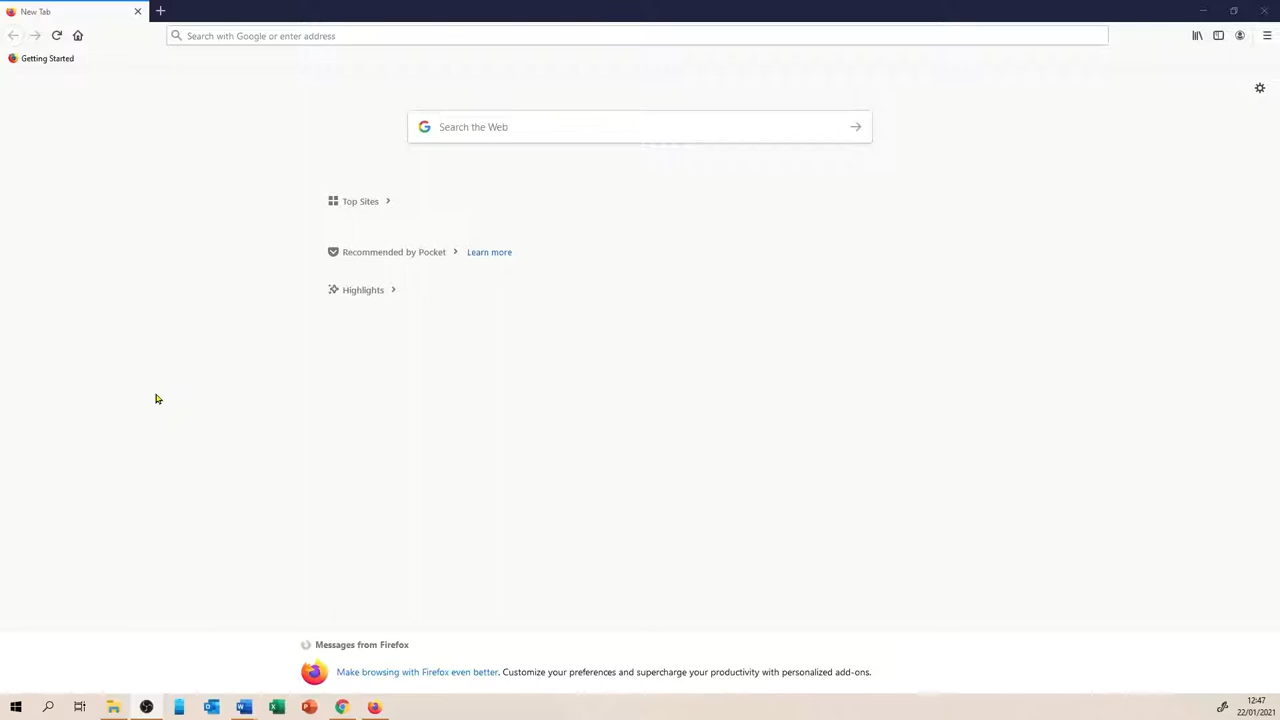 New Tab
Search with Google or enter address
Getting Started
Search the Web
Top Sites
Recommended by Pocket
Learn more
Highlights
Messages from Firefox
Make browsing with Firefox even better. Customize your preferences and supercharge your productivity with personalized add-ons.
12:47
22/01/2021